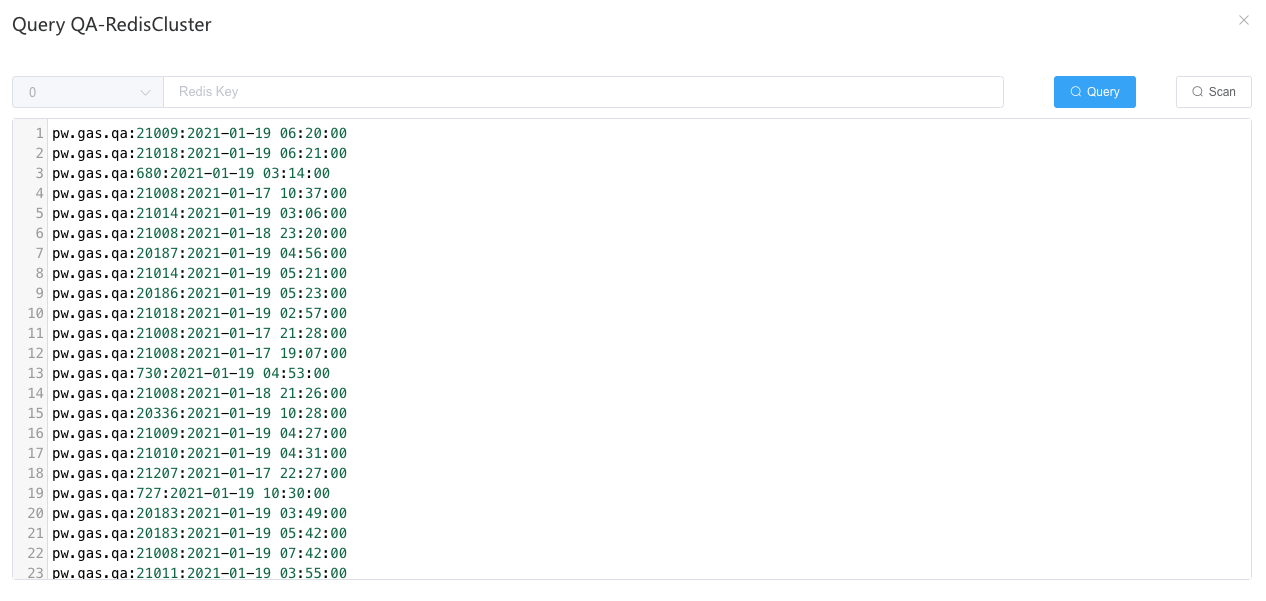 Query QA-RedisCluster
0 Redis Key Query Scan
1 pw.gas.qa:21009:2021-01-19 06:20:00
2 pw.gas.qa:21018:2021-01-19 06:21:00
3 pw.gas.qa:680:2021-01-19 03:14:00
4 pw.gas.qa:21008:2021-01-17 10:37:00
5 pw.gas.qa:21014:2021-01-19 03:06:00
6 pw.gas.qa:21008:2021-01-18 23:20:00
7 pw.gas.qa:20187:2021-01-19 04:56:00
8 pw.gas.qa:21014:2021-01-19 05:21:00
9 pw.gas.qa:20186:2021-01-19 05:23:00
10 pw.gas.qa:21018:2021-01-19 02:57:00
11 pw.gas.qa:21008:2021-01-17 21:28:00
12 pw.gas.qa:21008:2021-01-17 19:07:00
13 pw.gas.qa:730:2021-01-19 04:53:00
14 pw.gas.qa:21008:2021-01-18 21:26:00
15 pw.gas.qa:20336:2021-01-19 10:28:00
16 pw.gas.qa:21009:2021-01-19 04:27:00
17 pw.gas.qa:21010:2021-01-19 04:31:00
18 pw.gas.qa:21207:2021-01-17 22:27:00
19 pw.gas.qa:727:2021-01-19 10:30:00
20 pw.gas.qa:20183:2021-01-19 03:49:00
21 pw.gas.qa:20183:2021-01-19 05:42:00
22 pw.gas.qa:21008:2021-01-19 07:42:00
23 pw.gas.qa:21011:2021-01-19 03:55:00